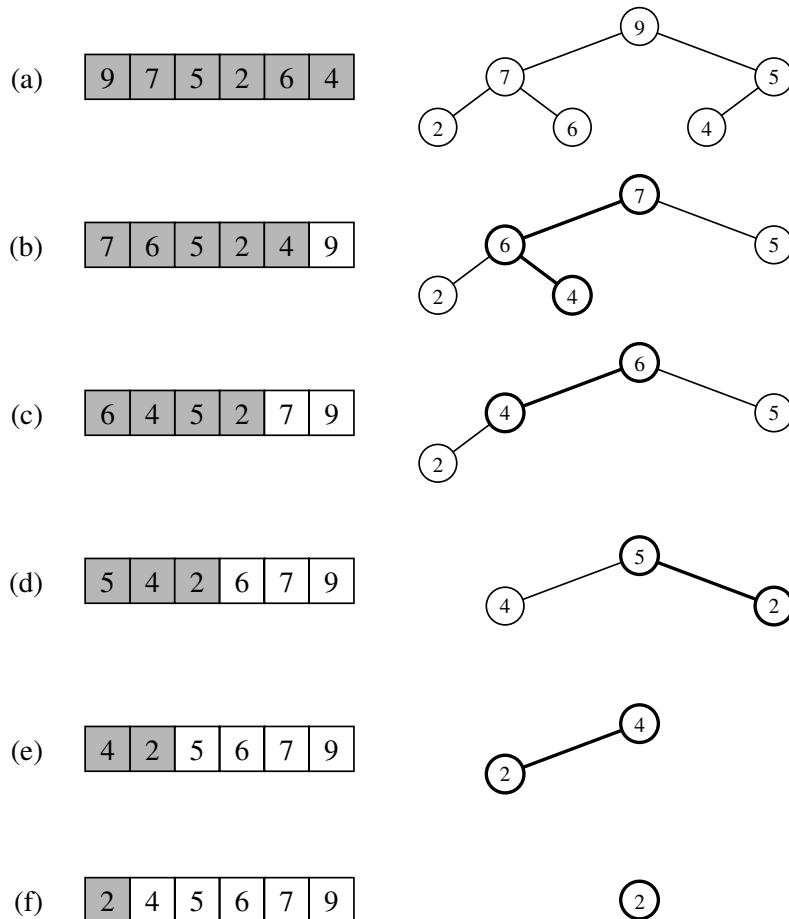 (a) 9 7 5 2 6 4
9
7 5
2 6 4
(b) 7 6 5 2 4 9
7
6 5
2 4
(c) 6 4 5 2 7 9
6
4 5
2
(d) 5 4 2 6 7 9
5
4 2
(e) 4 2 5 6 7 9
4
2
(f) 2 4 5 6 7 9
2